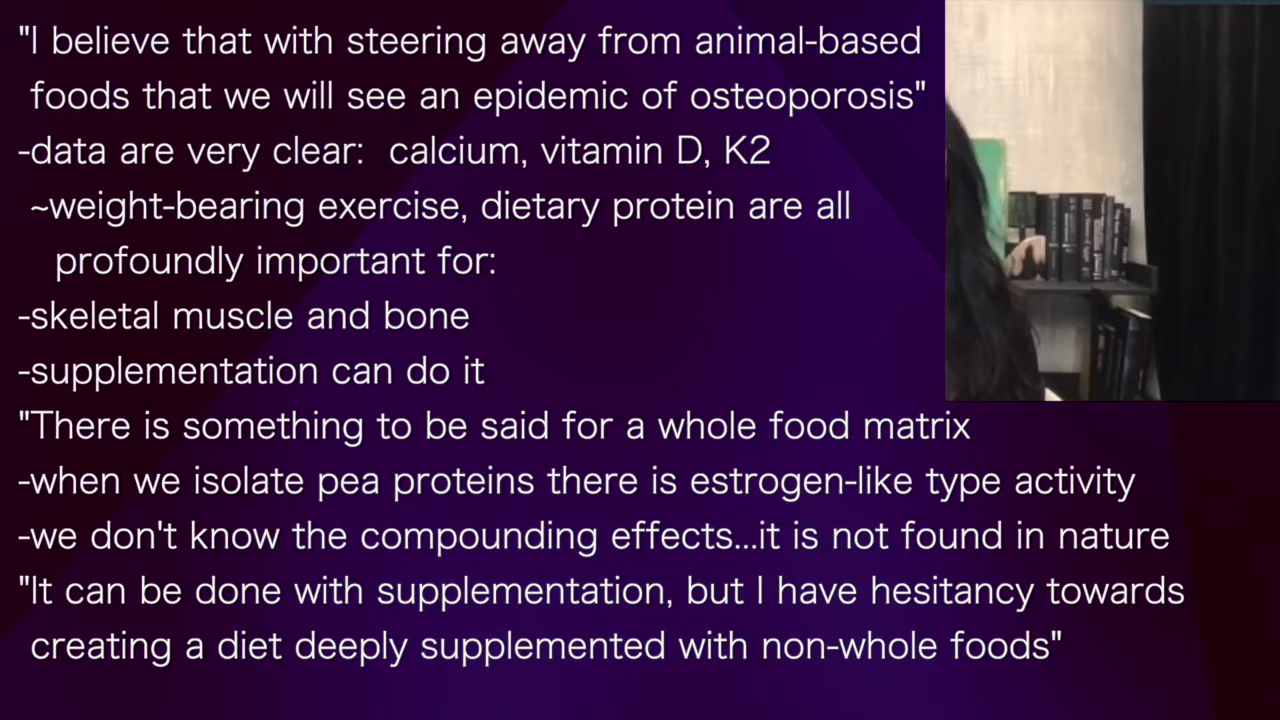 "I believe that with steering away from animal-based
foods that we will see an epidemic of osteoporosis"
-data are very clear:  calcium, vitamin D, K2
~weight-bearing exercise, dietary protein are all
profoundly important for:
-skeletal muscle and bone
-supplementation can do it
"There is something to be said for a whole food matrix
-when we isolate pea proteins there is estrogen-like type activity
-we don't know the compounding effects...it is not found in nature
"It can be done with supplementation, but I have hesitancy towards
creating a diet deeply supplemented with non-whole foods"